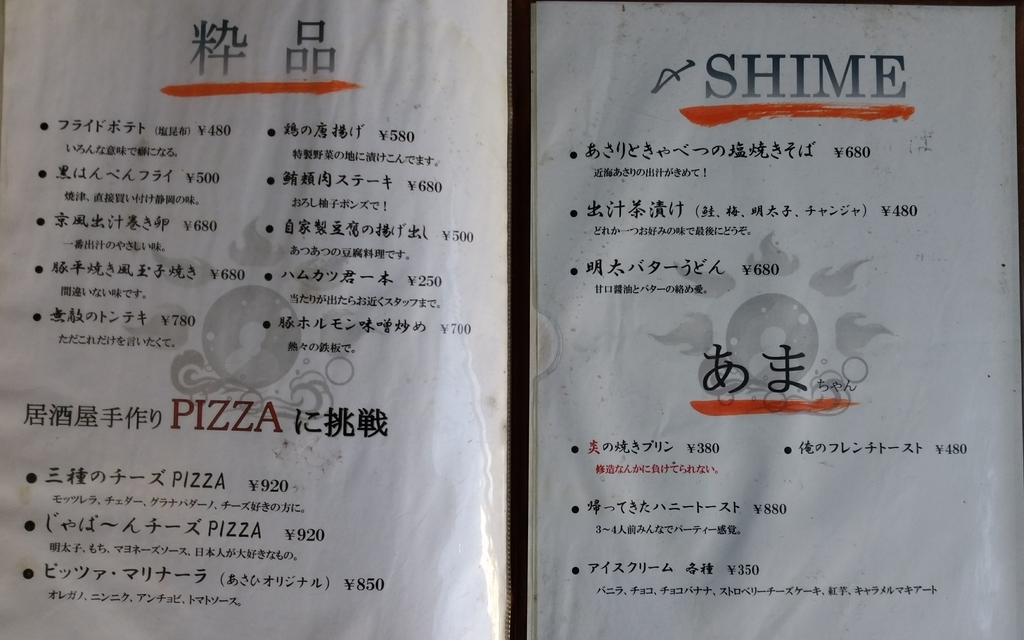 粋品
フライドポテト(塩昆布) ¥480
いろんな意味で癖になる。
黒はんぺんフライ ¥500
焼津、直接買い付け静岡の味。
京風出汁巻き卵 ¥680
一番出汁のやさしい味。
豚平焼き風玉子焼き ¥680
間違いない味です。
無敵のトンテキ ¥780
ただこれだけを言いたくて。
鶏の唐揚げ ¥580
特製野菜の地に漬けこんでます。
鮪頬肉ステーキ ¥680
おろし柚子ポンズで!
自家製豆腐の揚げ出し ¥500
あつあつの豆腐料理です。
ハムカツ君一本 ¥250
当たりが出たらお近くスタッフまで。
豚ホルモン味噌炒め ¥700
熱々の鉄板で。
居酒屋手作りPIZZAに挑戦
三種のチーズPIZZA ¥920
モッツレラ、チェダー、グラナパダーノ、チーズ好きの方に。
じゃぱ〜んチーズPIZZA ¥920
明太子、もち、マヨネーズソース、日本人が大好きなもの。
ピッツァ・マリナーラ(あさひオリジナル) ¥850
オレガノ、ニンニク、アンチョビ、トマトソース。
〆SHIME
あさりときゃべつの塩焼きそば ¥680
近海あさりの出汁がきめて!
出汁茶漬け(鮭、梅、明太子、チャンジャ) ¥480
どれか一つお好みの味で最後にどうぞ。
明太バターうどん ¥680
甘口醤油とバターの絡め愛。
あまちゃん
炎の焼きプリン ¥380
修造なんかに負けてられない。
俺のフレンチトースト ¥480
帰ってきたハニートースト ¥880
3〜4人前みんなでパーティー感覚。
アイスクリーム 各種 ¥350
バニラ、チョコ、チョコバナナ、ストロベリーチーズケーキ、紅芋、キャラメルマキアート